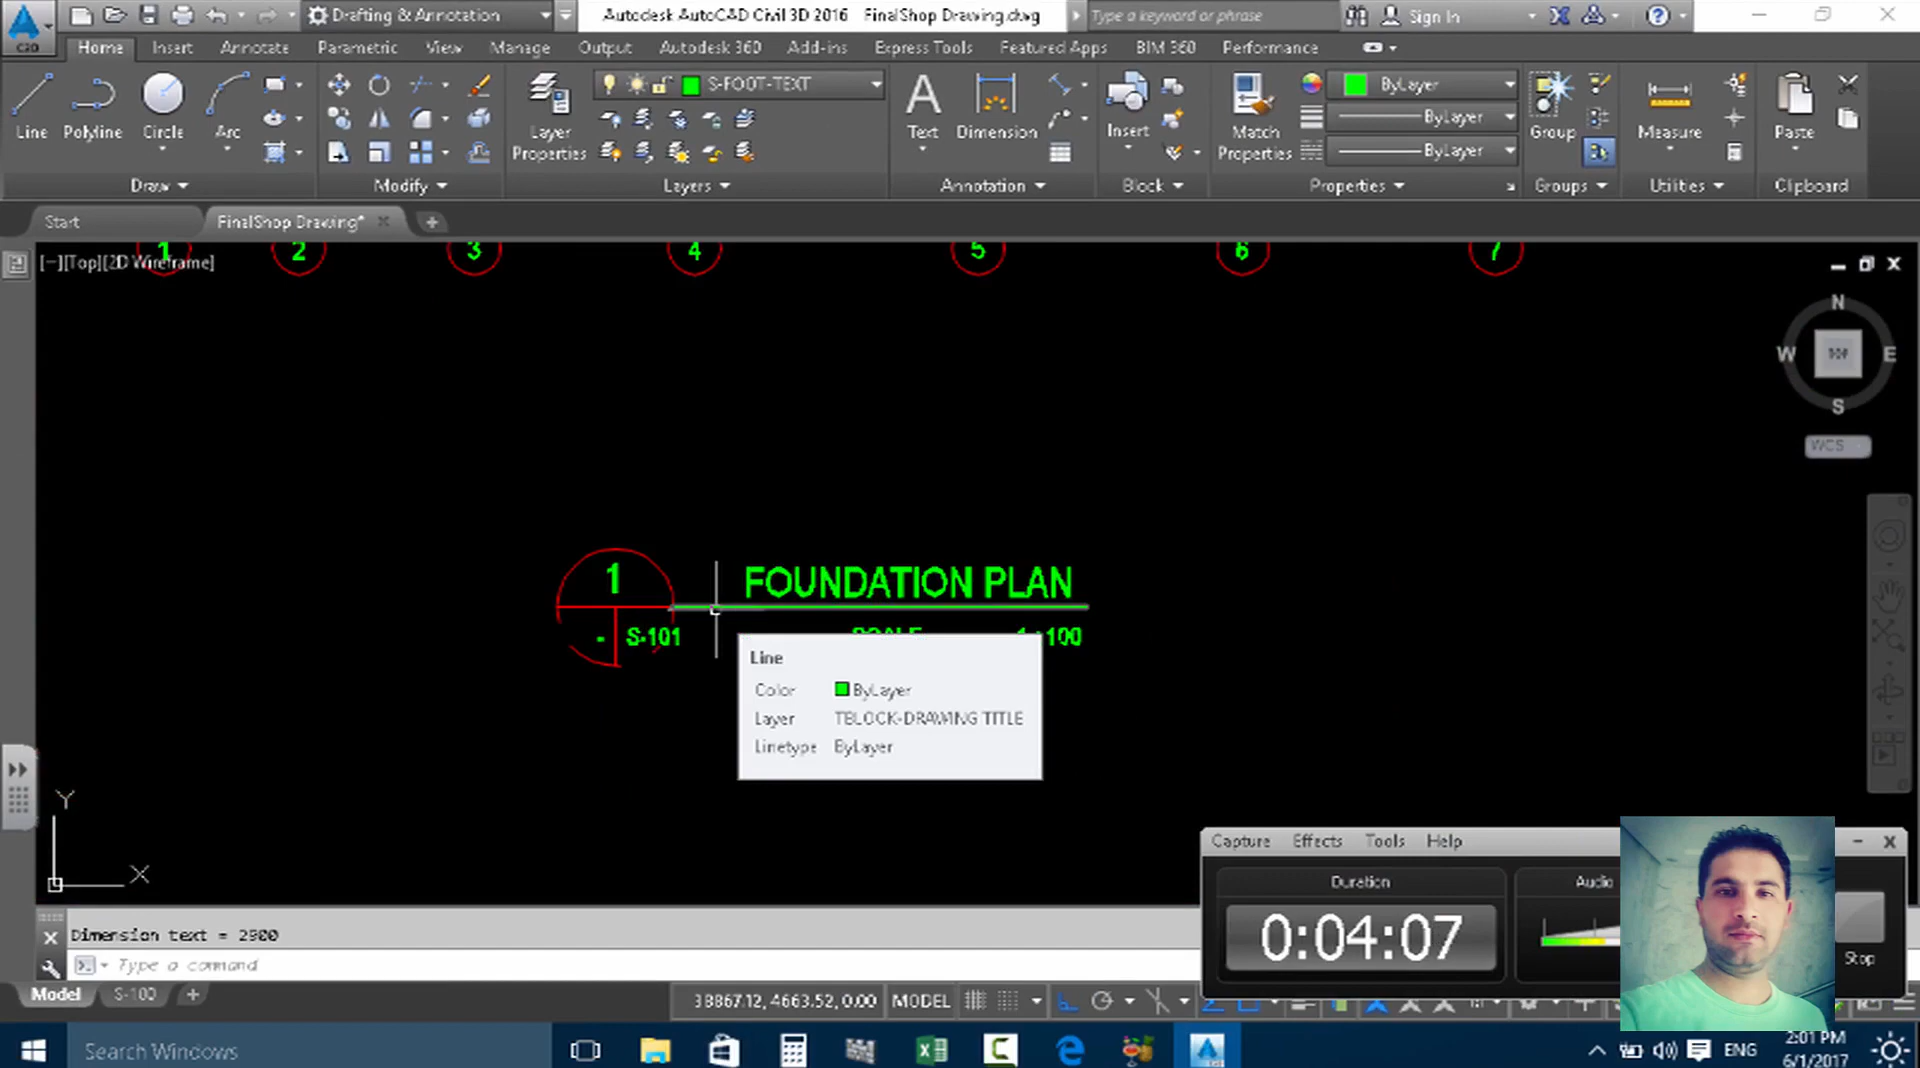 Drafting & Annotation
Autodesk AutoCAD Civil 3D 2016 FinalShop Drawing.dwg
Type a keyword or phrase
Sign In
C3D
Home Insert Annotate Parametric View Manage Output Autodesk 360 Add-ins Express Tools Featured Apps BIM 360 Performance
S-FOOT-TEXT
ByLayer
ByLayer
ByLayer
Line Polyline Circle Arc
Layer Properties
Text Dimension
Insert
Match Properties
Group
Measure
Paste
Draw Modify Layers Annotation Block Properties Groups Utilities Clipboard
Start FinalShop Drawing*
1 2 3 4 5 6 7
[−][Top][2D Wireframe]
N
W TOP E
S
WCS
1 FOUNDATION PLAN
- S-101 SCALE 1:100
Line
Color ByLayer
Layer TBLOCK-DRAWING TITLE
Linetype ByLayer
Y
X
Capture Effects Tools Help
Duration Audio
0:04:07
Stop
Dimension text = 2900
Type a command
Model S-100
38867.12, 4663.52, 0.00 MODEL
Search Windows
ENG
2:01 PM
6/1/2017